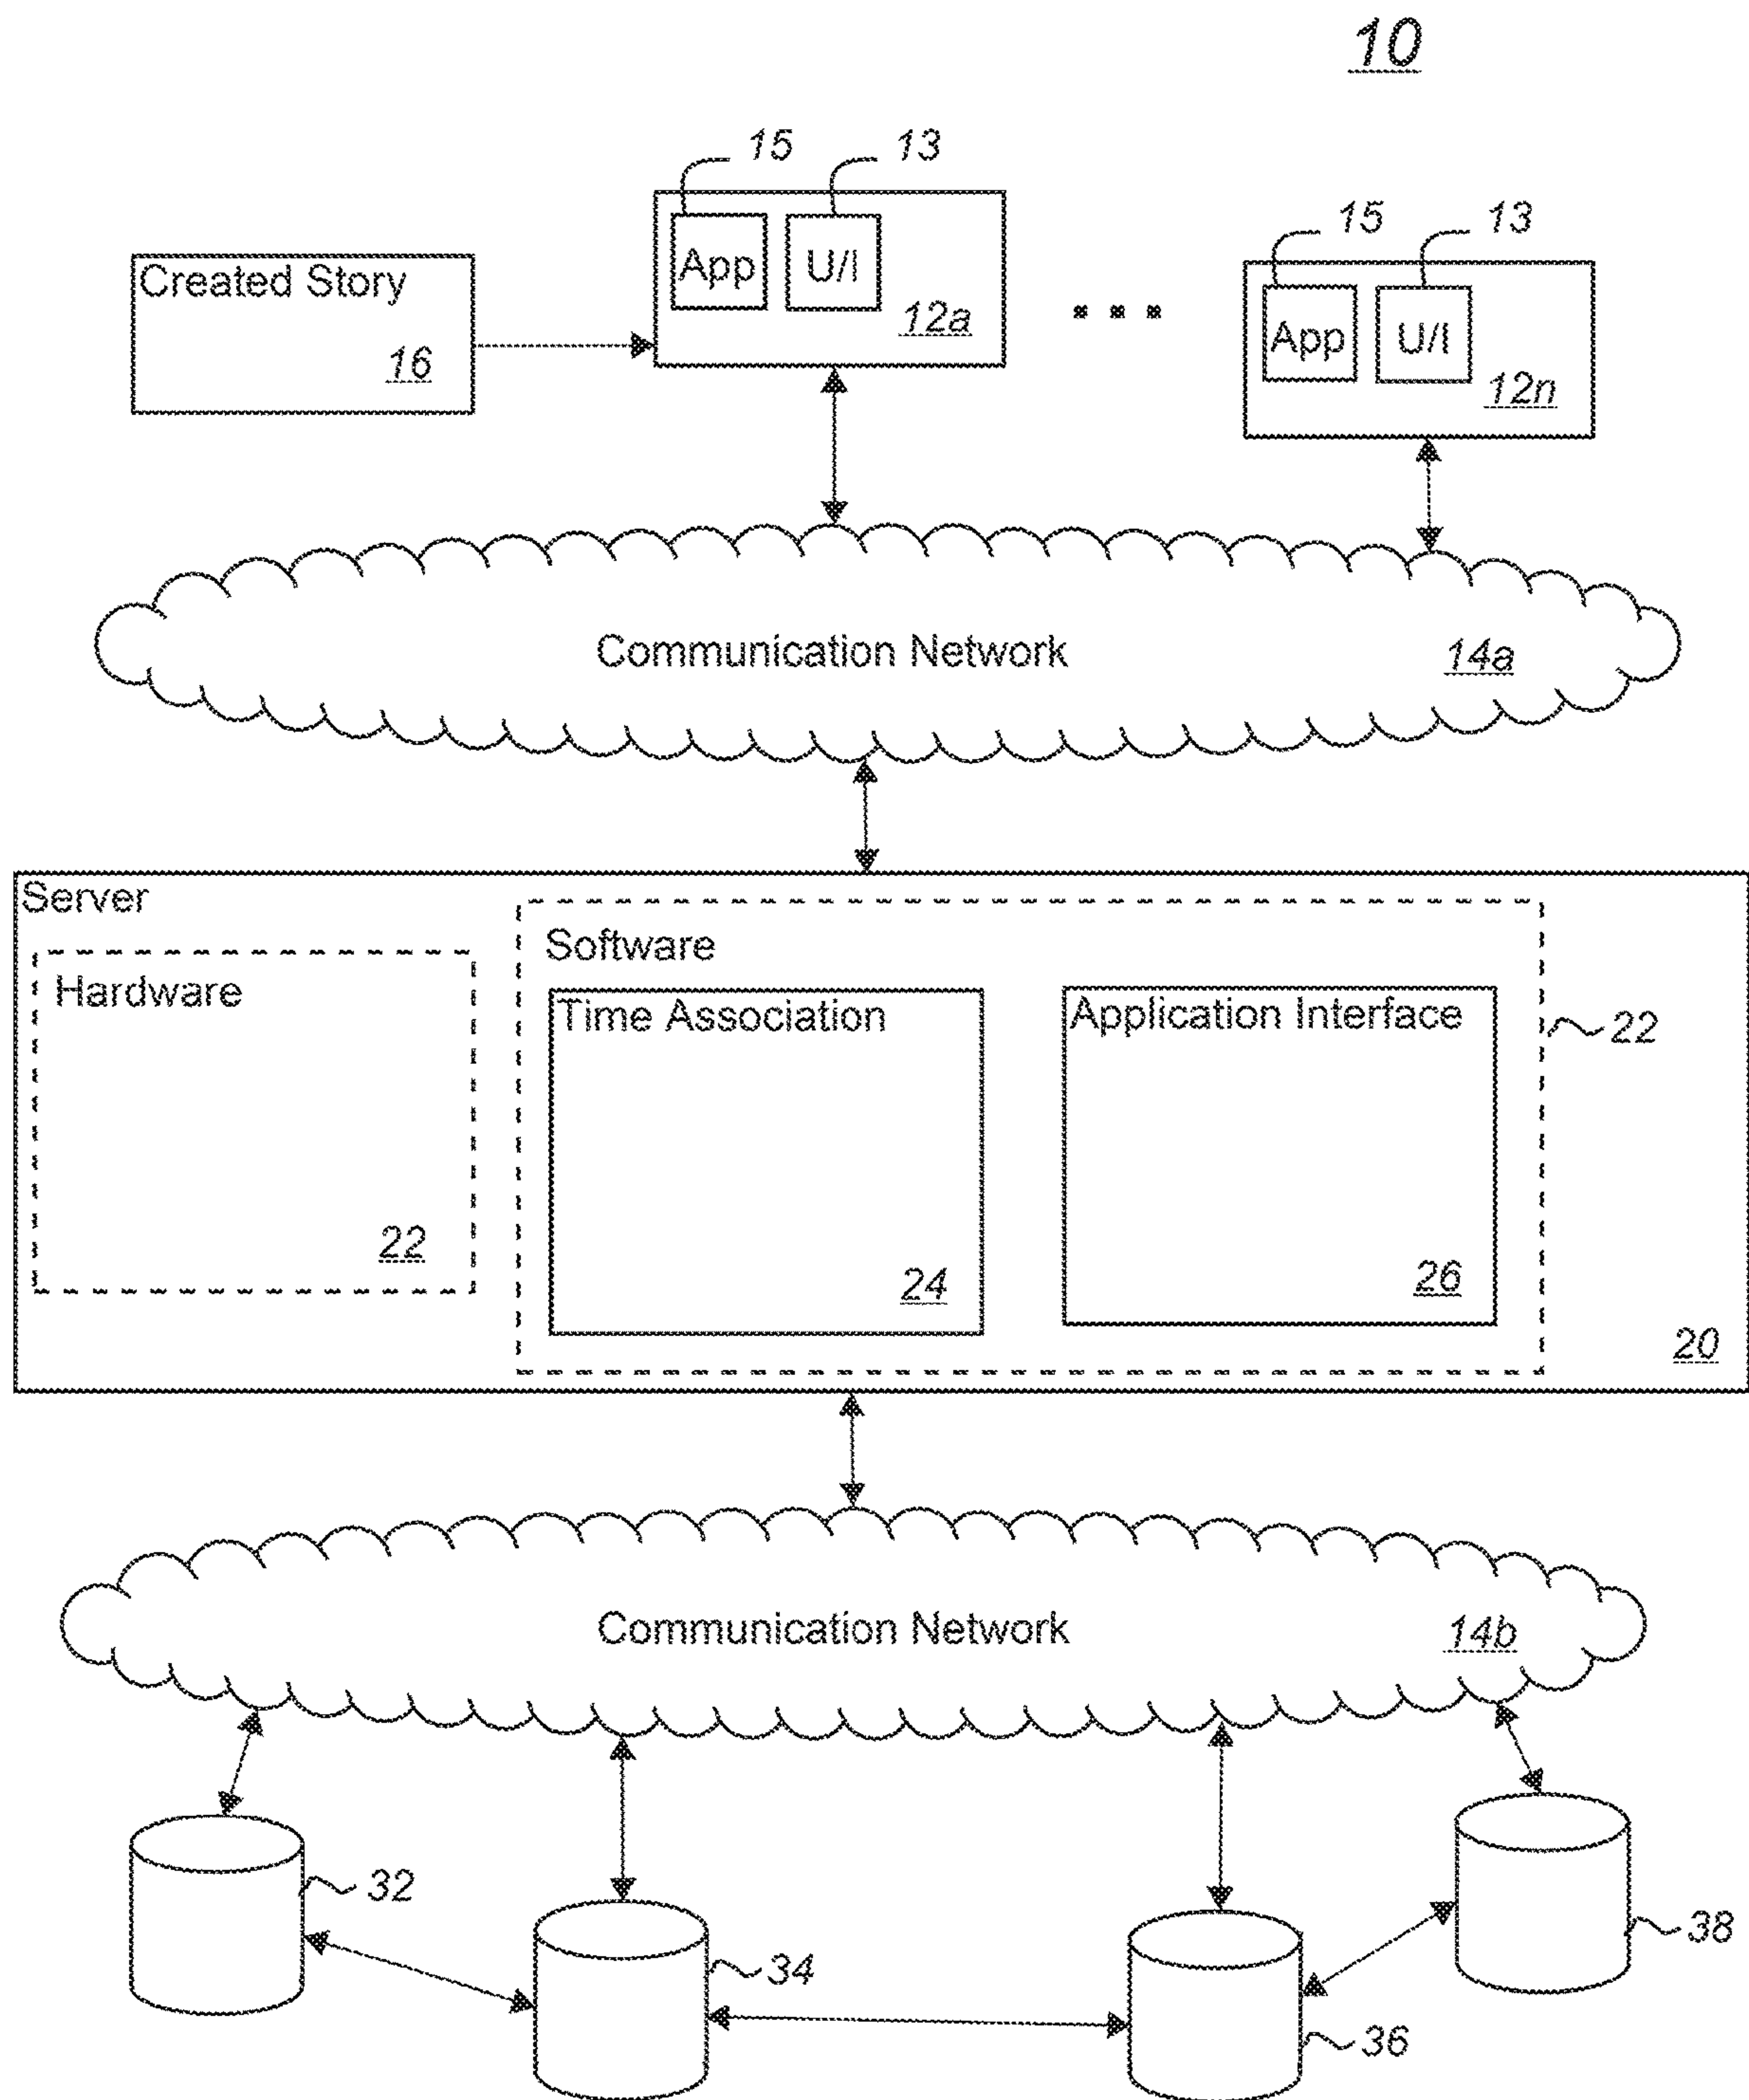 10
15
13
15
13
Created Story
16
App
U/I
12a
...
App
U/I
12n
Communication Network
14a
Server
Software
Hardware
Time Association
Application Interface
22
22
24
26
20
Communication Network
14b
32
34
36
38